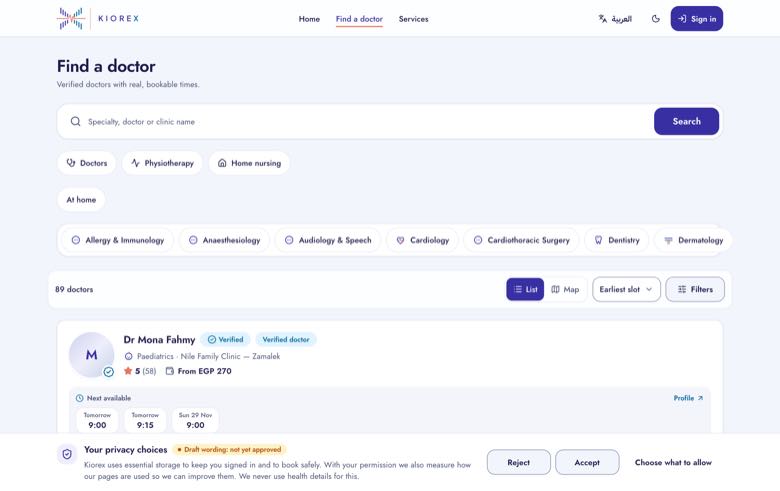 KIOREX
Home
Find a doctor
Services
العربية
Sign in
Find a doctor
Verified doctors with real, bookable times.
Specialty, doctor or clinic name
Search
Doctors
Physiotherapy
Home nursing
At home
Allergy & Immunology
Anaesthesiology
Audiology & Speech
Cardiology
Cardiothoracic Surgery
Dentistry
Dermatology
89 doctors
List
Map
Earliest slot
Filters
M
Dr Mona Fahmy
Verified
Verified doctor
Paediatrics · Nile Family Clinic — Zamalek
5 (58)
From EGP 270
Next available
Profile
Tomorrow
9:00
Tomorrow
9:15
Sun 29 Nov
9:00
Your privacy choices
Draft wording: not yet approved
Kiorex uses essential storage to keep you signed in and to book safely. With your permission we also measure how
our pages are used so we can improve them. We never use health details for this.
Reject
Accept
Choose what to allow